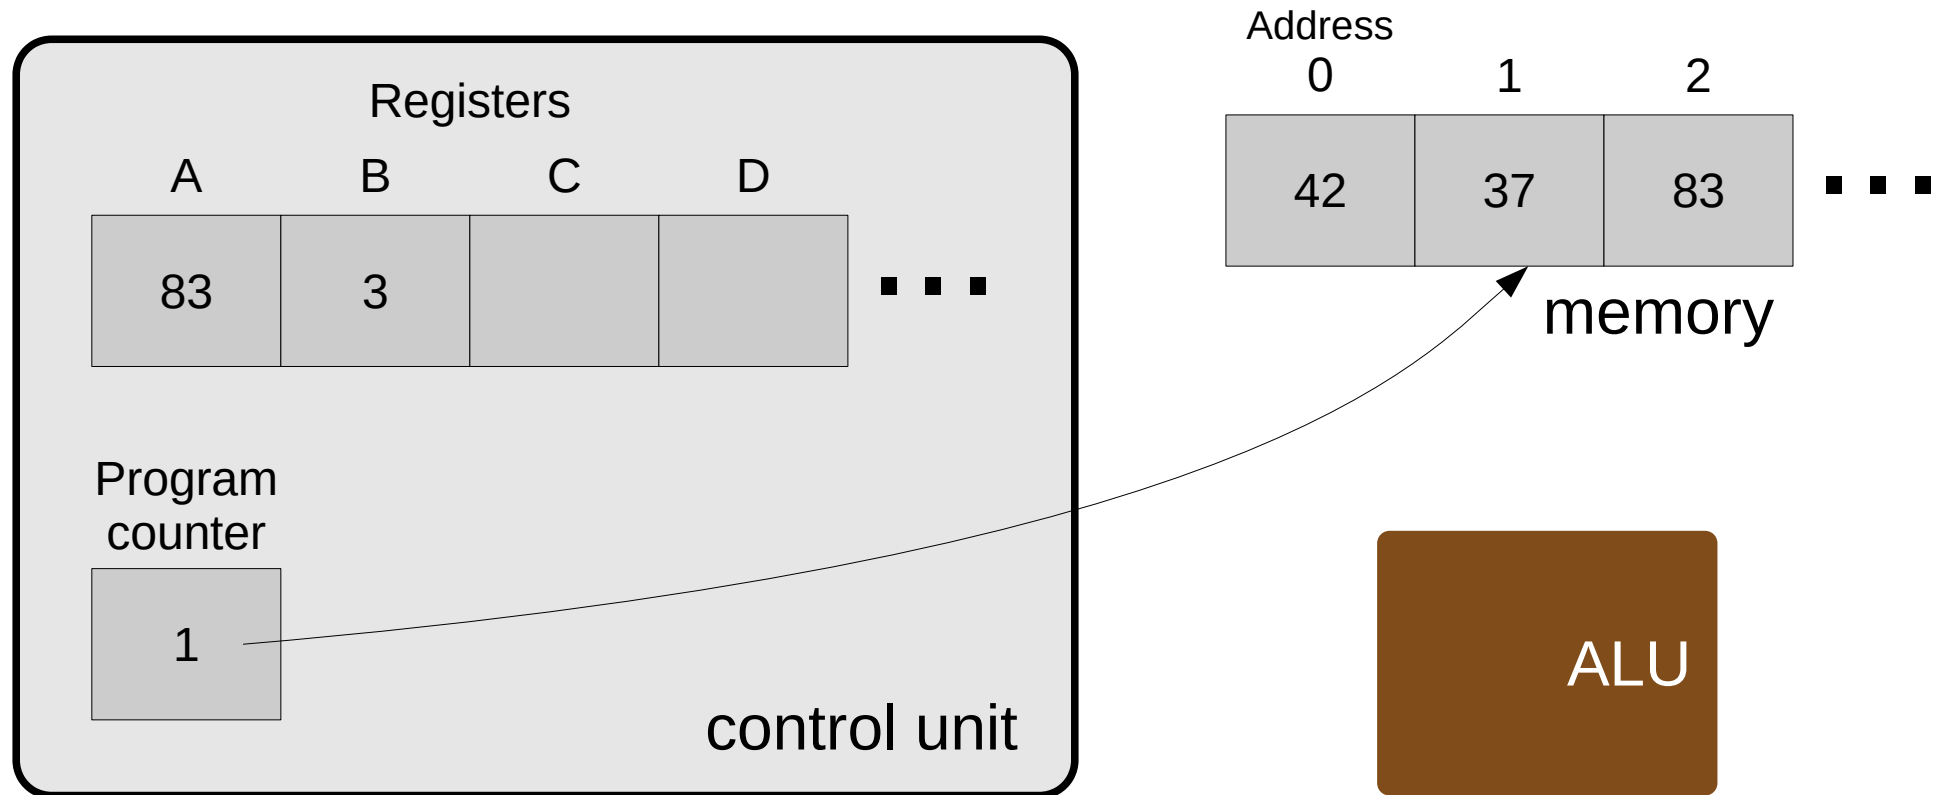 Registers
A B C D
83 3
Program
counter
1
control unit
Address
0 1 2
42 37 83
memory
ALU